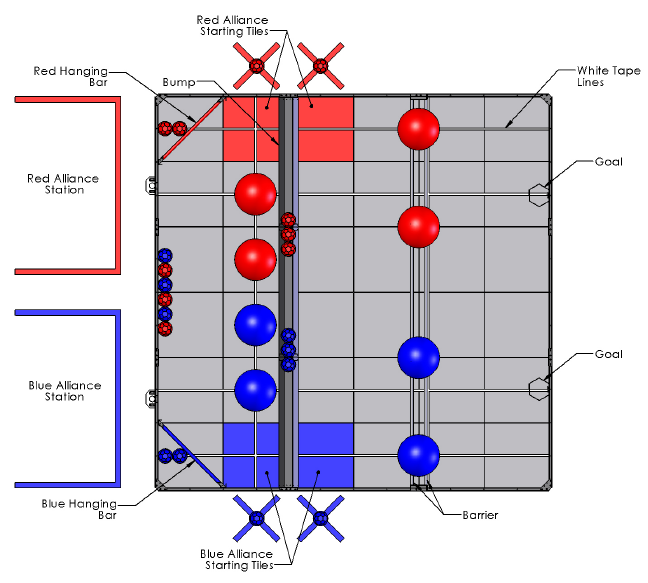 Red Alliance
Starting Tiles
Red Hanging
Bar
Bump
White Tape
Lines
Red Alliance
Station
Goal
Blue Alliance
Station
Goal
Blue Hanging
Bar
Barrier
Blue Alliance
Starting Tiles